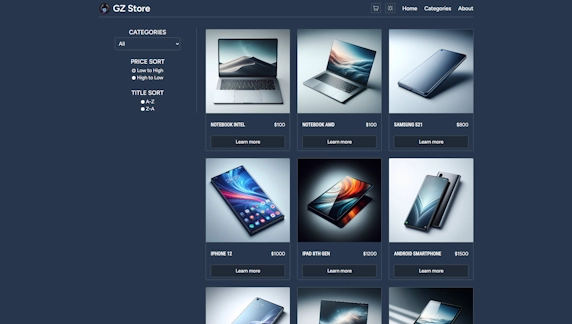 GZ Store
Home Categories About
CATEGORIES
All
PRICE SORT
Low to High
High to Low
TITLE SORT
A-Z
Z-A
NOTEBOOK INTEL $100
Learn more
NOTEBOOK AMD $100
Learn more
SAMSUNG S21 $800
Learn more
IPHONE 12 $1000
Learn more
IPAD 8TH GEN $1200
Learn more
ANDROID SMARTPHONE $1500
Learn more